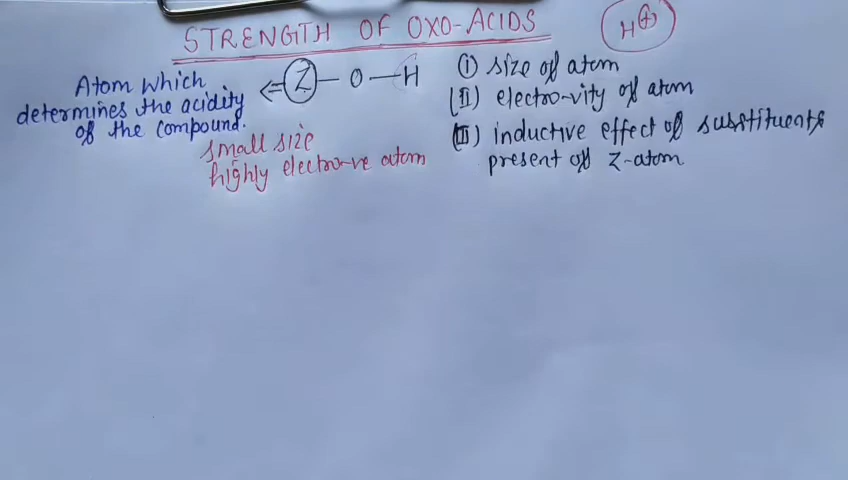 STRENGTH OF OXO-ACIDS
H(+)
Atom which
determines the acidity
of the compound.
⇐ Z — O — H
small size
highly electro-ve atom
(I) size of atom
(II) electro-vity of atom
(III) inductive effect of substituents
present of Z-atom